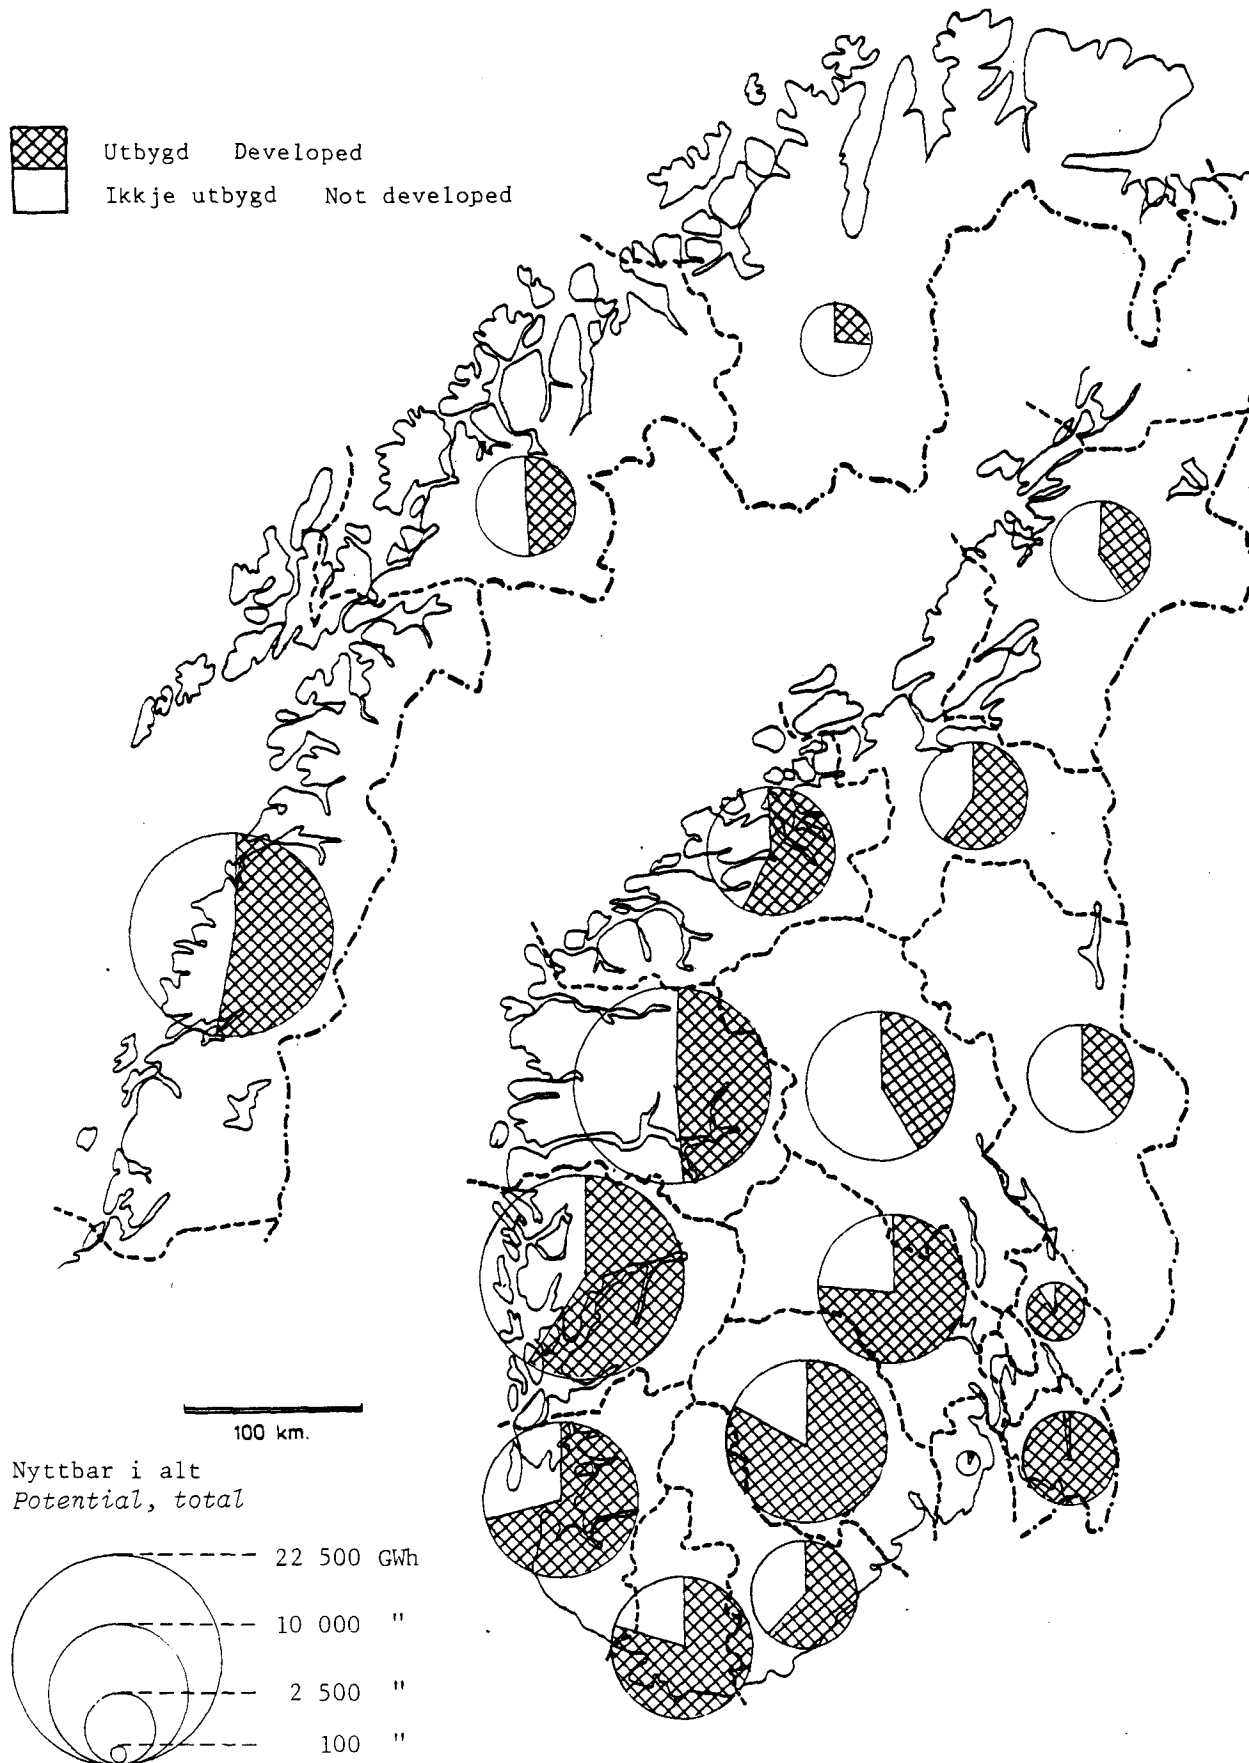 Utbygd Developed
Ikkje utbygd Not developed
100 km.
Nyttbar i alt
Potential, total
22 500 GWh
10 000 "
2 500 "
100 "